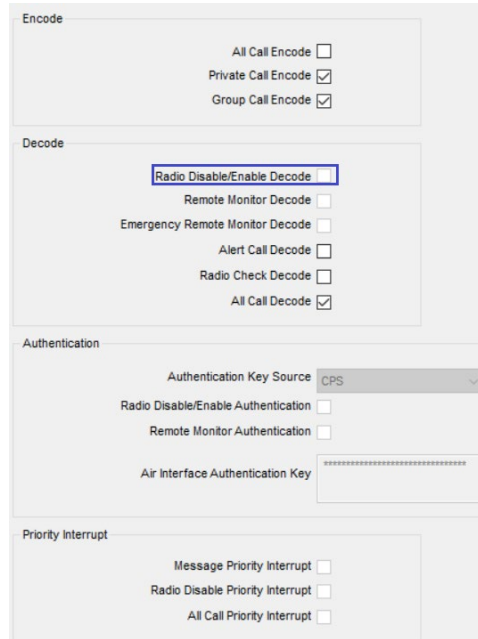 Encode
All Call Encode
Private Call Encode
Group Call Encode
Decode
Radio Disable/Enable Decode
Remote Monitor Decode
Emergency Remote Monitor Decode
Alert Call Decode
Radio Check Decode
All Call Decode
Authentication
Authentication Key Source CPS
Radio Disable/Enable Authentication
Remote Monitor Authentication
Air Interface Authentication Key ********************************
Priority Interrupt
Message Priority Interrupt
Radio Disable Priority Interrupt
All Call Priority Interrupt